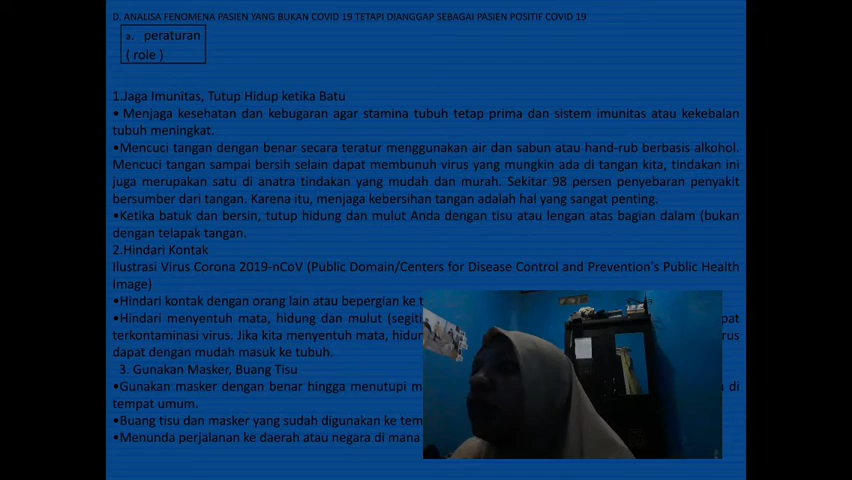 D. ANALISA FENOMENA PASIEN YANG BUKAN COVID 19 TETAPI DIANGGAP SEBAGAI PASIEN POSITIF COVID 19
a. peraturan
( role )
1.Jaga Imunitas, Tutup Hidup ketika Batu
• Menjaga kesehatan dan kebugaran agar stamina tubuh tetap prima dan sistem imunitas atau kekebalan
tubuh meningkat.
•Mencuci tangan dengan benar secara teratur menggunakan air dan sabun atau hand-rub berbasis alkohol.
Mencuci tangan sampai bersih selain dapat membunuh virus yang mungkin ada di tangan kita, tindakan ini
juga merupakan satu di anatra tindakan yang mudah dan murah. Sekitar 98 persen penyebaran penyakit
bersumber dari tangan. Karena itu, menjaga kebersihan tangan adalah hal yang sangat penting.
•Ketika batuk dan bersin, tutup hidung dan mulut Anda dengan tisu atau lengan atas bagian dalam (bukan
dengan telapak tangan.
2.Hindari Kontak
Ilustrasi Virus Corona 2019-nCoV (Public Domain/Centers for Disease Control and Prevention's Public Health
Image)
•Hindari kontak dengan orang lain atau bepergian ke
•Hindari menyentuh mata, hidung dan mulut
terkontaminasi virus. Jika kita menyentuh mata,
dapat dengan mudah masuk ke tubuh.
3. Gunakan Masker, Buang Tisu
•Gunakan masker dengan benar hingga menutupi di
tempat umum.
•Buang tisu dan masker yang sudah digunakan ke
•Menunda perjalanan ke daerah atau negara di mana